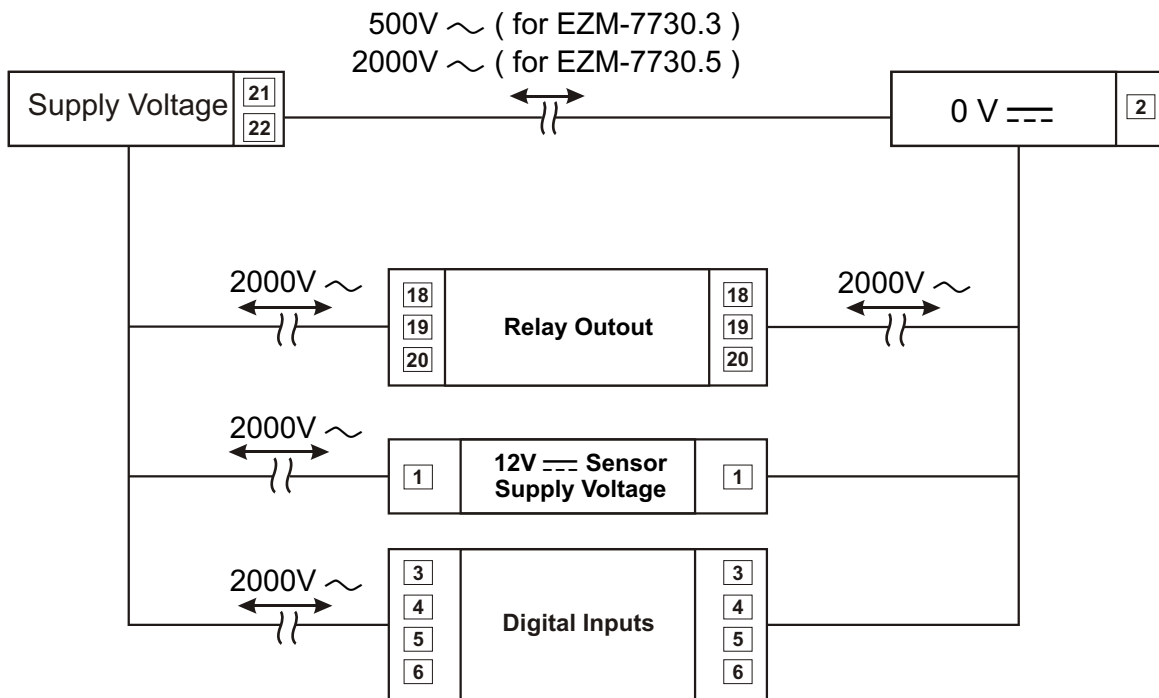 500V ~ ( for EZM-7730.3 )
2000V ~ ( for EZM-7730.5 )
Supply Voltage
21
22
0 V ⎓
2
2000V ~
18
19
20
Relay Outout
18
19
20
2000V ~
2000V ~
1
12V ⎓ Sensor
Supply Voltage
1
2000V ~
3
4
5
6
Digital Inputs
3
4
5
6